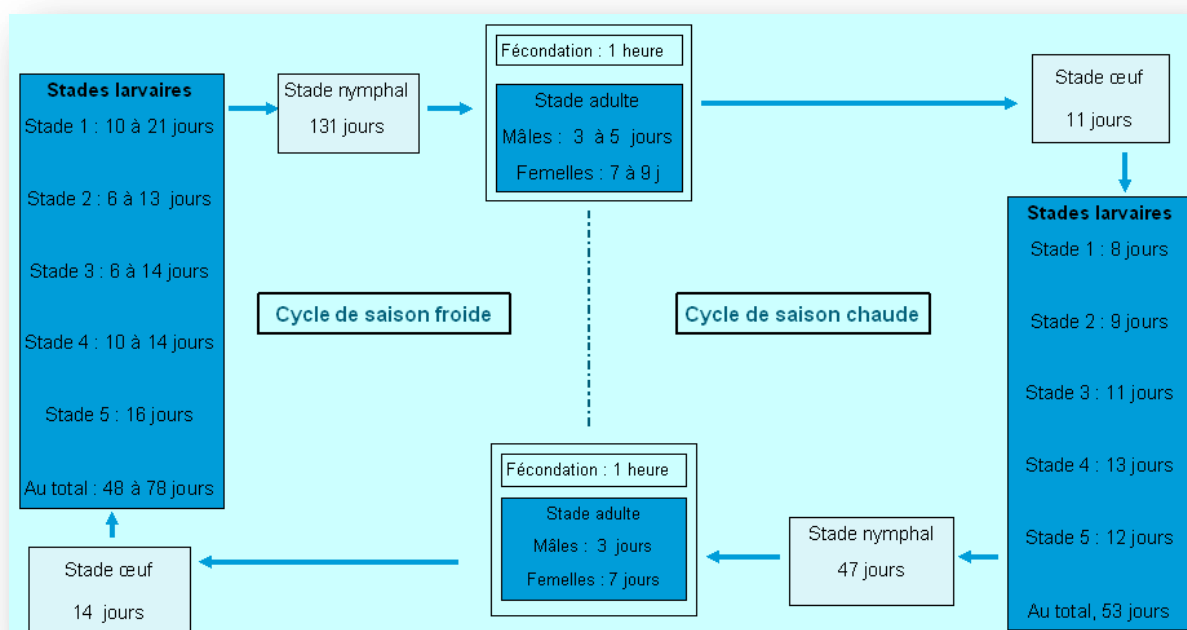 Stades larvaires
Stade 1 : 10 à 21 jours
Stade 2 : 6 à 13 jours
Stade 3 : 6 à 14 jours
Stade 4 : 10 à 14 jours
Stade 5 : 16 jours
Au total : 48 à 78 jours
Stade nymphal
131 jours
Fécondation : 1 heure
Stade adulte
Mâles : 3 à 5 jours
Femelles : 7 à 9 j
Stade œuf
11 jours
Stades larvaires
Stade 1 : 8 jours
Stade 2 : 9 jours
Stade 3 : 11 jours
Stade 4 : 13 jours
Stade 5 : 12 jours
Au total, 53 jours
Cycle de saison froide
Cycle de saison chaude
Stade nymphal
47 jours
Fécondation : 1 heure
Stade adulte
Mâles : 3 jours
Femelles : 7 jours
Stade œuf
14 jours